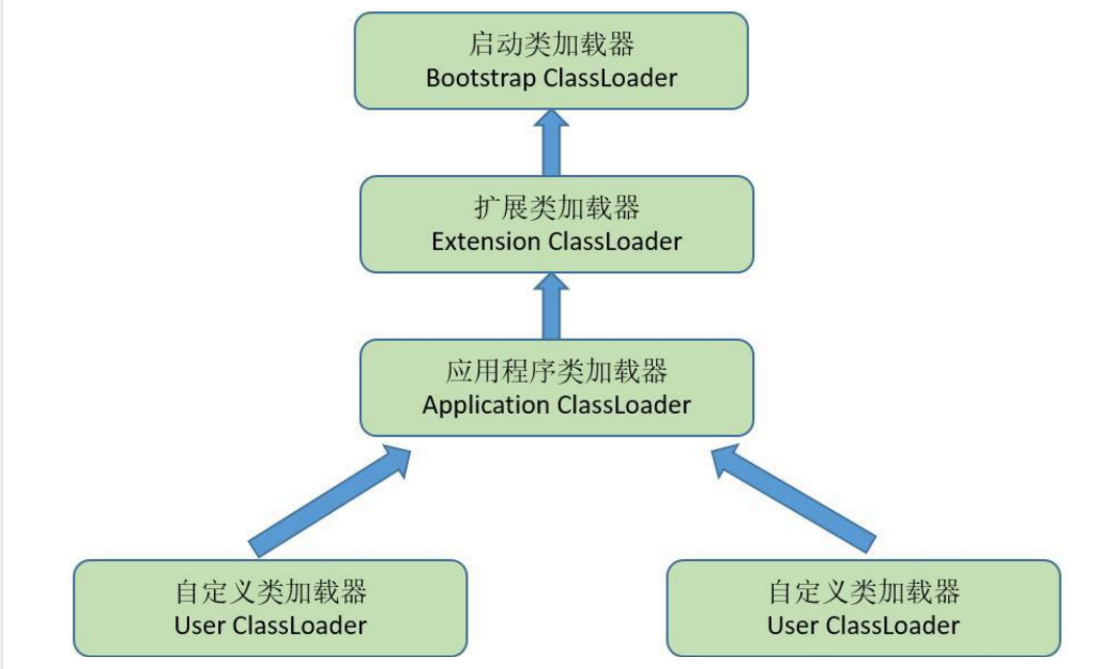 启动类加载器
Bootstrap ClassLoader
扩展类加载器
Extension ClassLoader
应用程序类加载器
Application ClassLoader
自定义类加载器
User ClassLoader
自定义类加载器
User ClassLoader